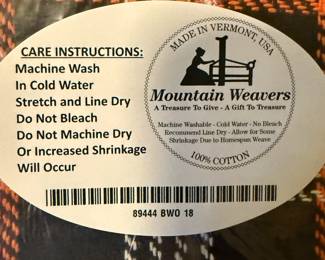 CARE INSTRUCTIONS:
Machine Wash
In Cold Water
Stretch and Line Dry
Do Not Bleach
Do Not Machine Dry
Or Increased Shrinkage
Will Occur
MADE IN VERMONT, USA
Mountain Weavers
A Treasure To Give - A Gift To Treasure
Machine Washable - Cold Water - No Bleach
Recommend Line Dry - Allow for Some
Shrinkage Due to Homespun Weave
100% COTTON
89444 BWO 18